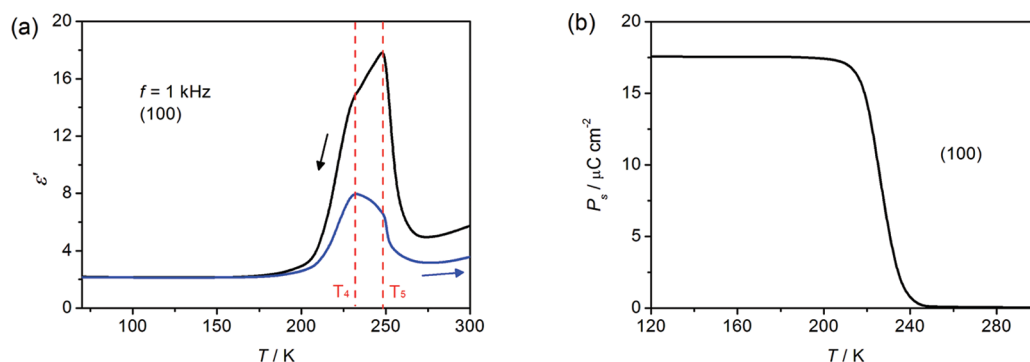 (a)
20
16
12
8
4
0
ε'
f = 1 kHz
(100)
T₄
T₅
100
150
200
250
300
T / K
(b)
20
15
10
5
0
Pₛ / μC cm⁻²
(100)
120
160
200
240
280
T / K